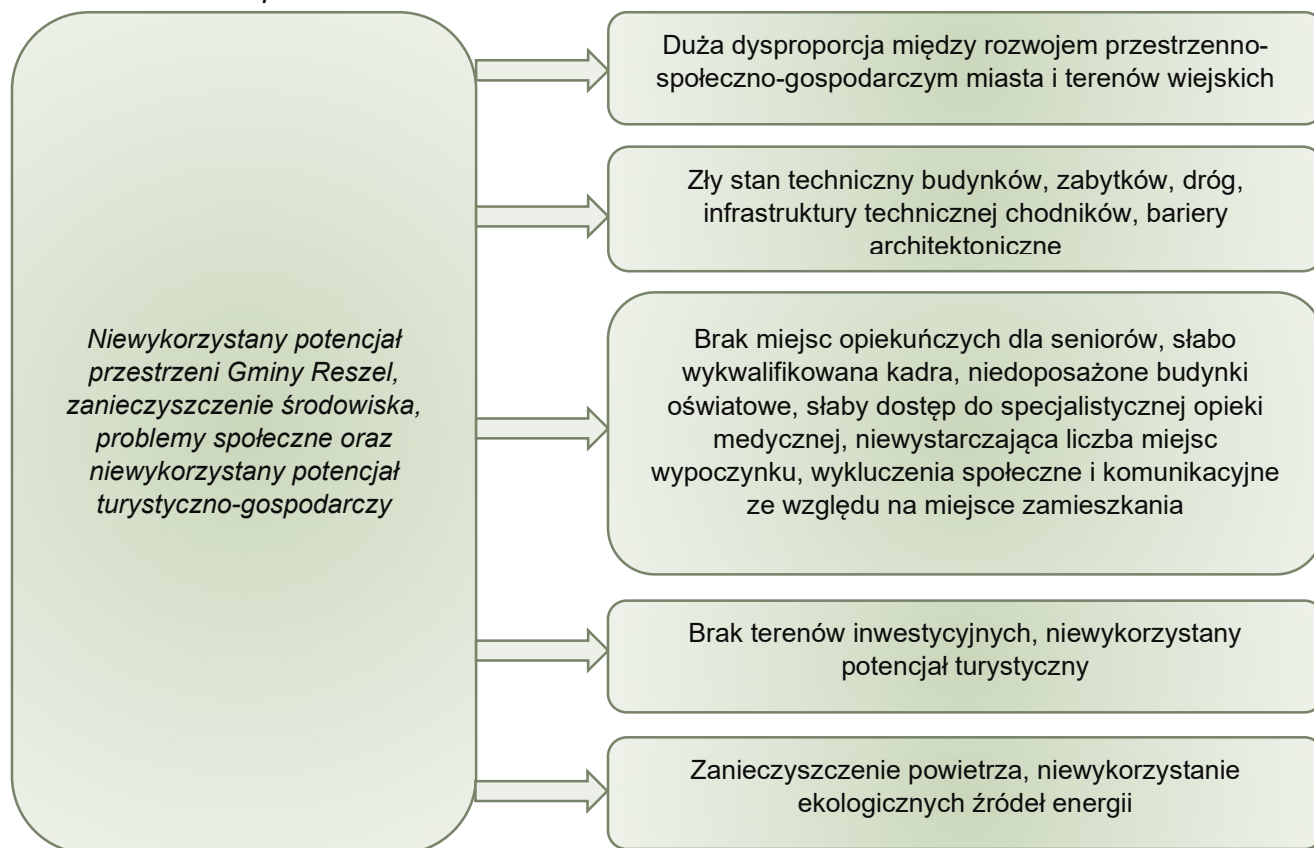 Niewykorzystany potencjał
przestrzeni Gminy Reszel,
zanieczyszczenie środowiska,
problemy społeczne oraz
niewykorzystany potencjał
turystyczno-gospodarczy
Duża dysproporcja między rozwojem przestrzenno-
społeczno-gospodarczym miasta i terenów wiejskich
Zły stan techniczny budynków, zabytków, dróg,
infrastruktury technicznej chodników, bariery
architektoniczne
Brak miejsc opiekuńczych dla seniorów, słabo
wykwalifikowana kadra, niedoposażone budynki
oświatowe, słaby dostęp do specjalistycznej opieki
medycznej, niewystarczająca liczba miejsc
wypoczynku, wykluczenia społeczne i komunikacyjne
ze względu na miejsce zamieszkania
Brak terenów inwestycyjnych, niewykorzystany
potencjał turystyczny
Zanieczyszczenie powietrza, niewykorzystanie
ekologicznych źródeł energii